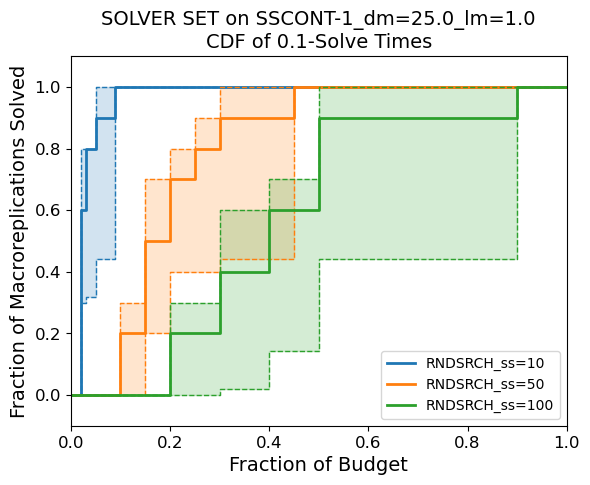 SOLVER SET on SSCONT-1_dm=25.0_lm=1.0
CDF of 0.1-Solve Times
Fraction of Macroreplications Solved
1.0
0.8
0.6
0.4
0.2
0.0
RNDSRCH_ss=10
RNDSRCH_ss=50
RNDSRCH_ss=100
0.0 0.2 0.4 0.6 0.8 1.0
Fraction of Budget